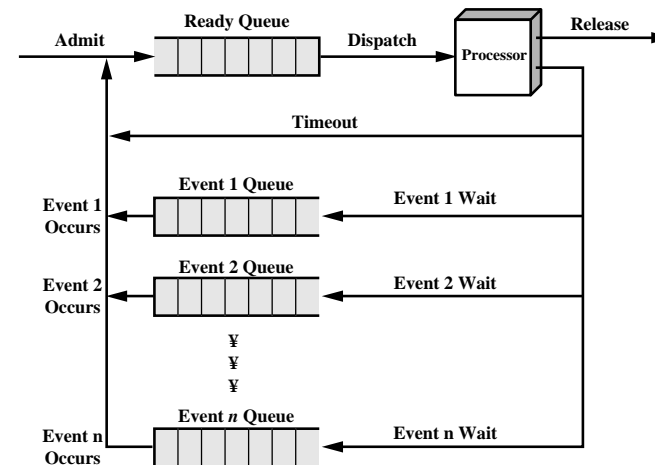 Ready Queue
Release
Admit
Dispatch
Processor
Timeout
Event 1 Queue
Event 1
Occurs
Event 1 Wait
Event 2 Queue
Event 2
Occurs
Event 2 Wait
¥
¥
¥
Event n Queue
Event n
Occurs
Event n Wait